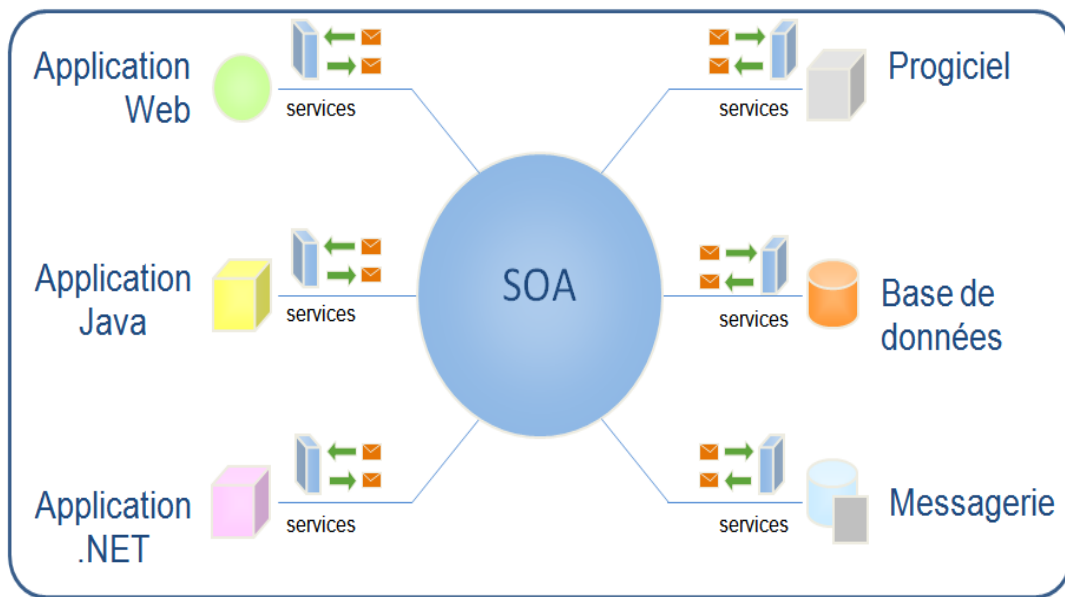 Application
Web
services
services
Progiciel
Application
Java
services
SOA
services
Base de
données
Application
.NET
services
services
Messagerie